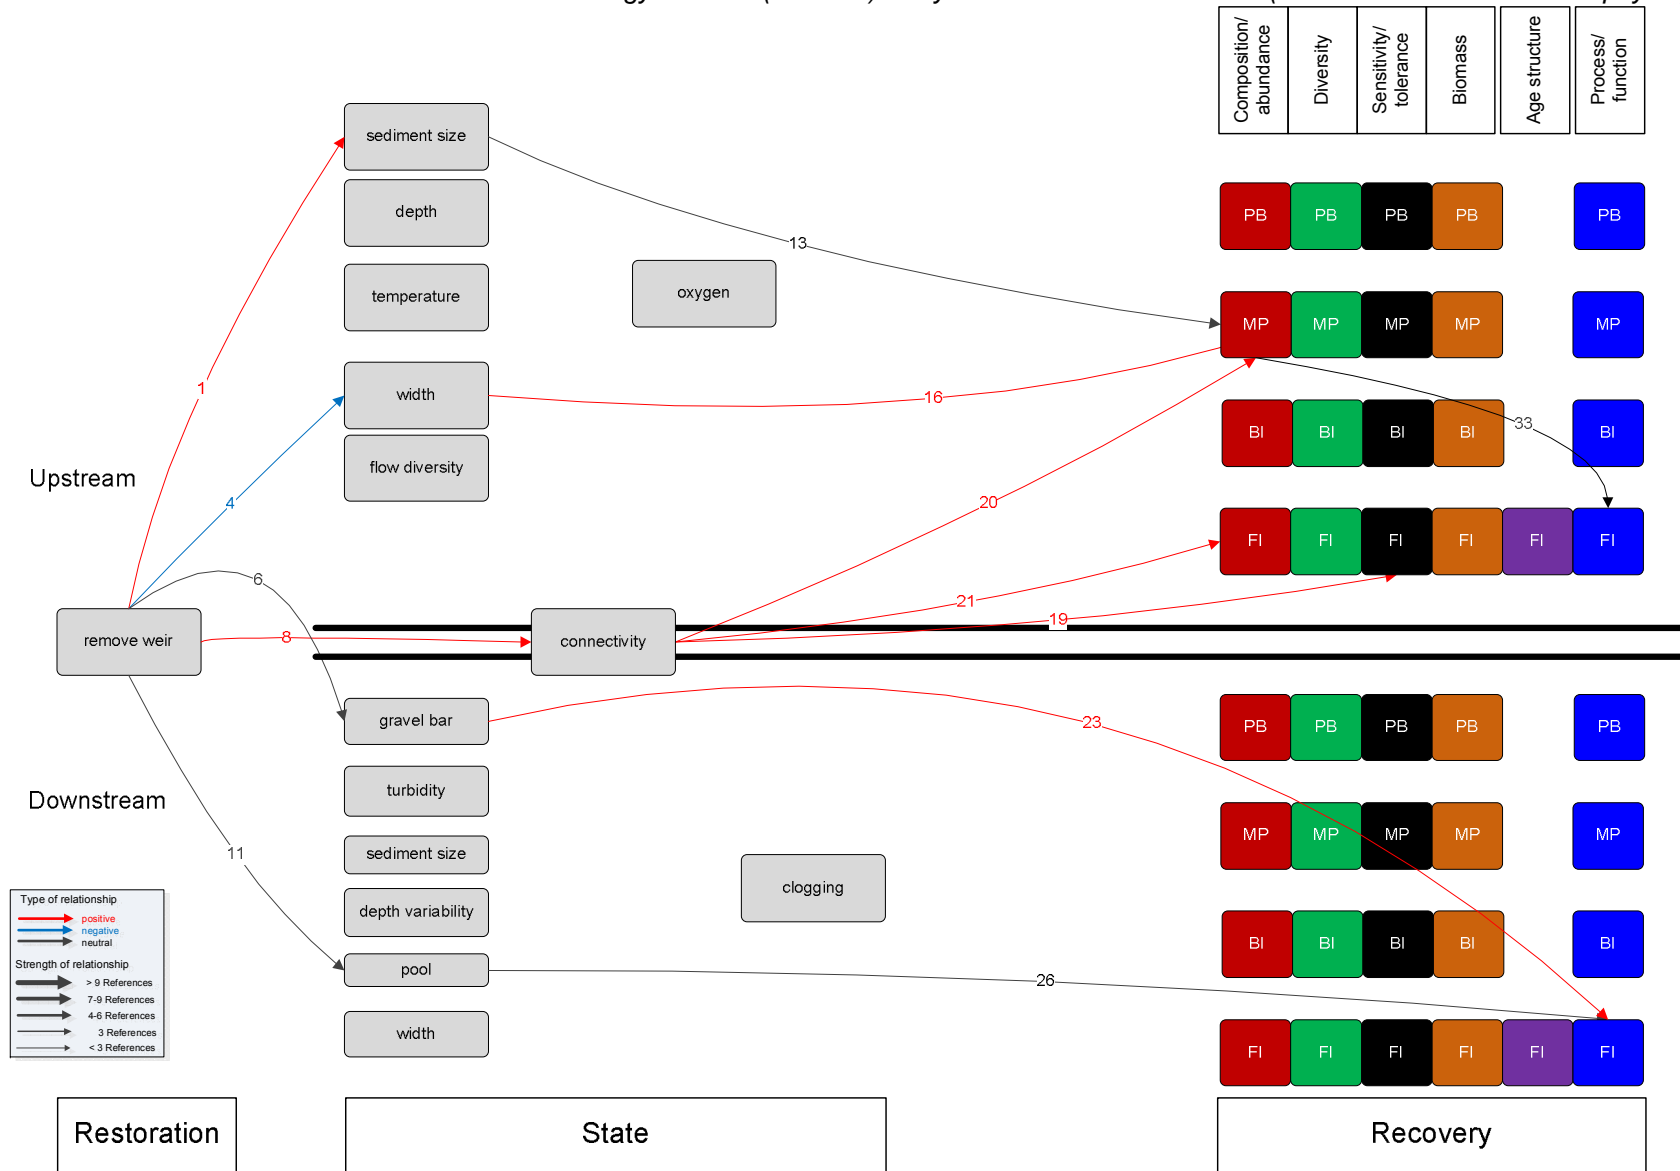 Composition/
abundance
Diversity
Sensitivity/
tolerance
Biomass
Age structure
Process/
function
sediment size
depth
PB PB PB PB PB
13
temperature
oxygen
MP MP MP MP MP
1
width
16
33
BI BI BI BI BI
flow diversity
Upstream
4
20
FI FI FI FI FI FI
6
21
19
remove weir
8
connectivity
gravel bar
23
PB PB PB PB PB
turbidity
Downstream
MP MP MP MP MP
11
sediment size
clogging
depth variability
BI BI BI BI BI
pool
26
width
FI FI FI FI FI FI
Type of relationship
positive
negative
neutral
Strength of relationship
> 9 References
7-9 References
4-6 References
3 References
< 3 References
Restoration
State
Recovery